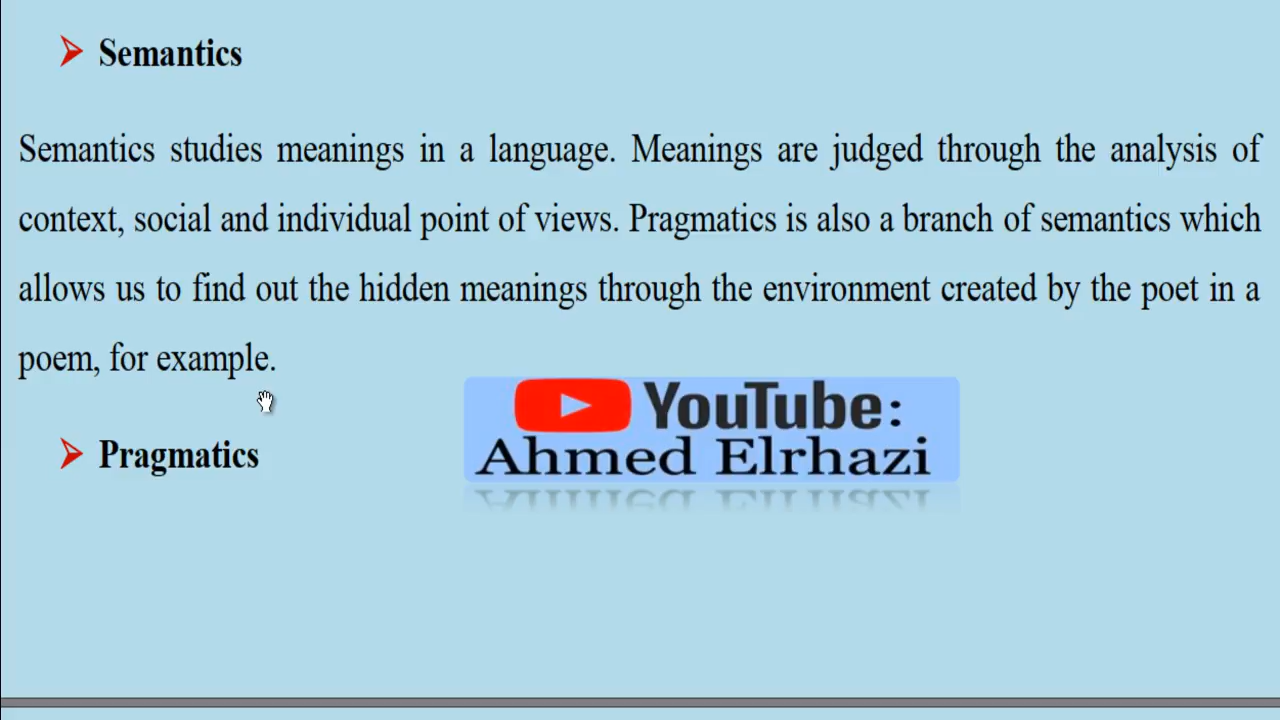 Semantics
Semantics studies meanings in a language. Meanings are judged through the analysis of
context, social and individual point of views. Pragmatics is also a branch of semantics which
allows us to find out the hidden meanings through the environment created by the poet in a
poem, for example.
YouTube:
Ahmed Elrhazi
Pragmatics